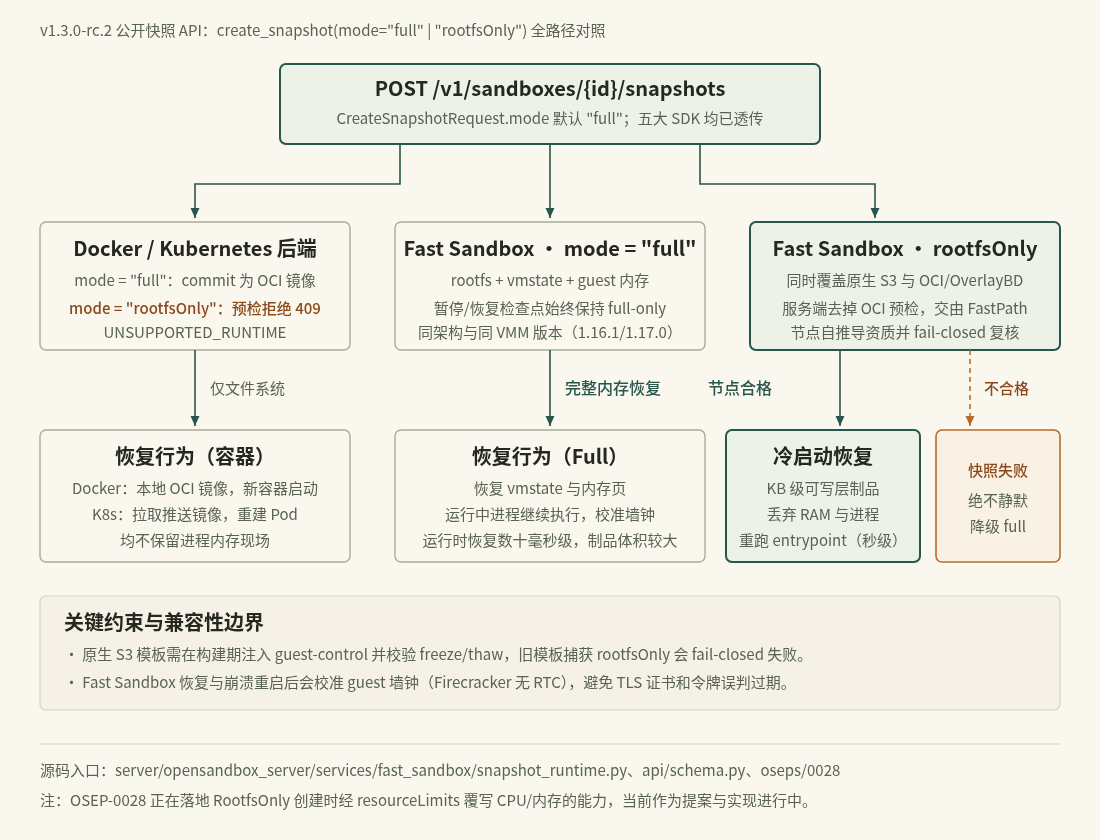 v1.3.0-rc.2 公开快照 API：create_snapshot(mode="full" | "rootfsOnly") 全路径对照
POST /v1/sandboxes/{id}/snapshots
CreateSnapshotRequest.mode 默认 "full"；五大 SDK 均已透传
Docker / Kubernetes 后端
mode = "full"：commit 为 OCI 镜像
mode = "rootfsOnly"：预检拒绝 409
UNSUPPORTED_RUNTIME
Fast Sandbox · mode = "full"
rootfs + vmstate + guest 内存
暂停/恢复检查点始终保持 full-only
同架构与同 VMM 版本（1.16.1/1.17.0）
Fast Sandbox · rootfsOnly
同时覆盖原生 S3 与 OCI/OverlayBD
服务端去掉 OCI 预检，交由 FastPath
节点自推导资质并 fail-closed 复核
仅文件系统
完整内存恢复
节点合格
不合格
恢复行为（容器）
Docker：本地 OCI 镜像，新容器启动
K8s：拉取推送镜像，重建 Pod
均不保留进程内存现场
恢复行为（Full）
恢复 vmstate 与内存页
运行中进程继续执行，校准墙钟
运行时恢复数十毫秒级，制品体积较大
冷启动恢复
KB 级可写层制品
丢弃 RAM 与进程
重跑 entrypoint（秒级）
快照失败
绝不静默
降级 full
关键约束与兼容性边界
· 原生 S3 模板需在构建期注入 guest-control 并校验 freeze/thaw，旧模板捕获 rootfsOnly 会 fail-closed 失败。
· Fast Sandbox 恢复与崩溃重启后会校准 guest 墙钟（Firecracker 无 RTC），避免 TLS 证书和令牌误判过期。
源码入口：server/opensandbox_server/services/fast_sandbox/snapshot_runtime.py、api/schema.py、oseps/0028
注：OSEP-0028 正在落地 RootfsOnly 创建时经 resourceLimits 覆写 CPU/内存的能力，当前作为提案与实现进行中。